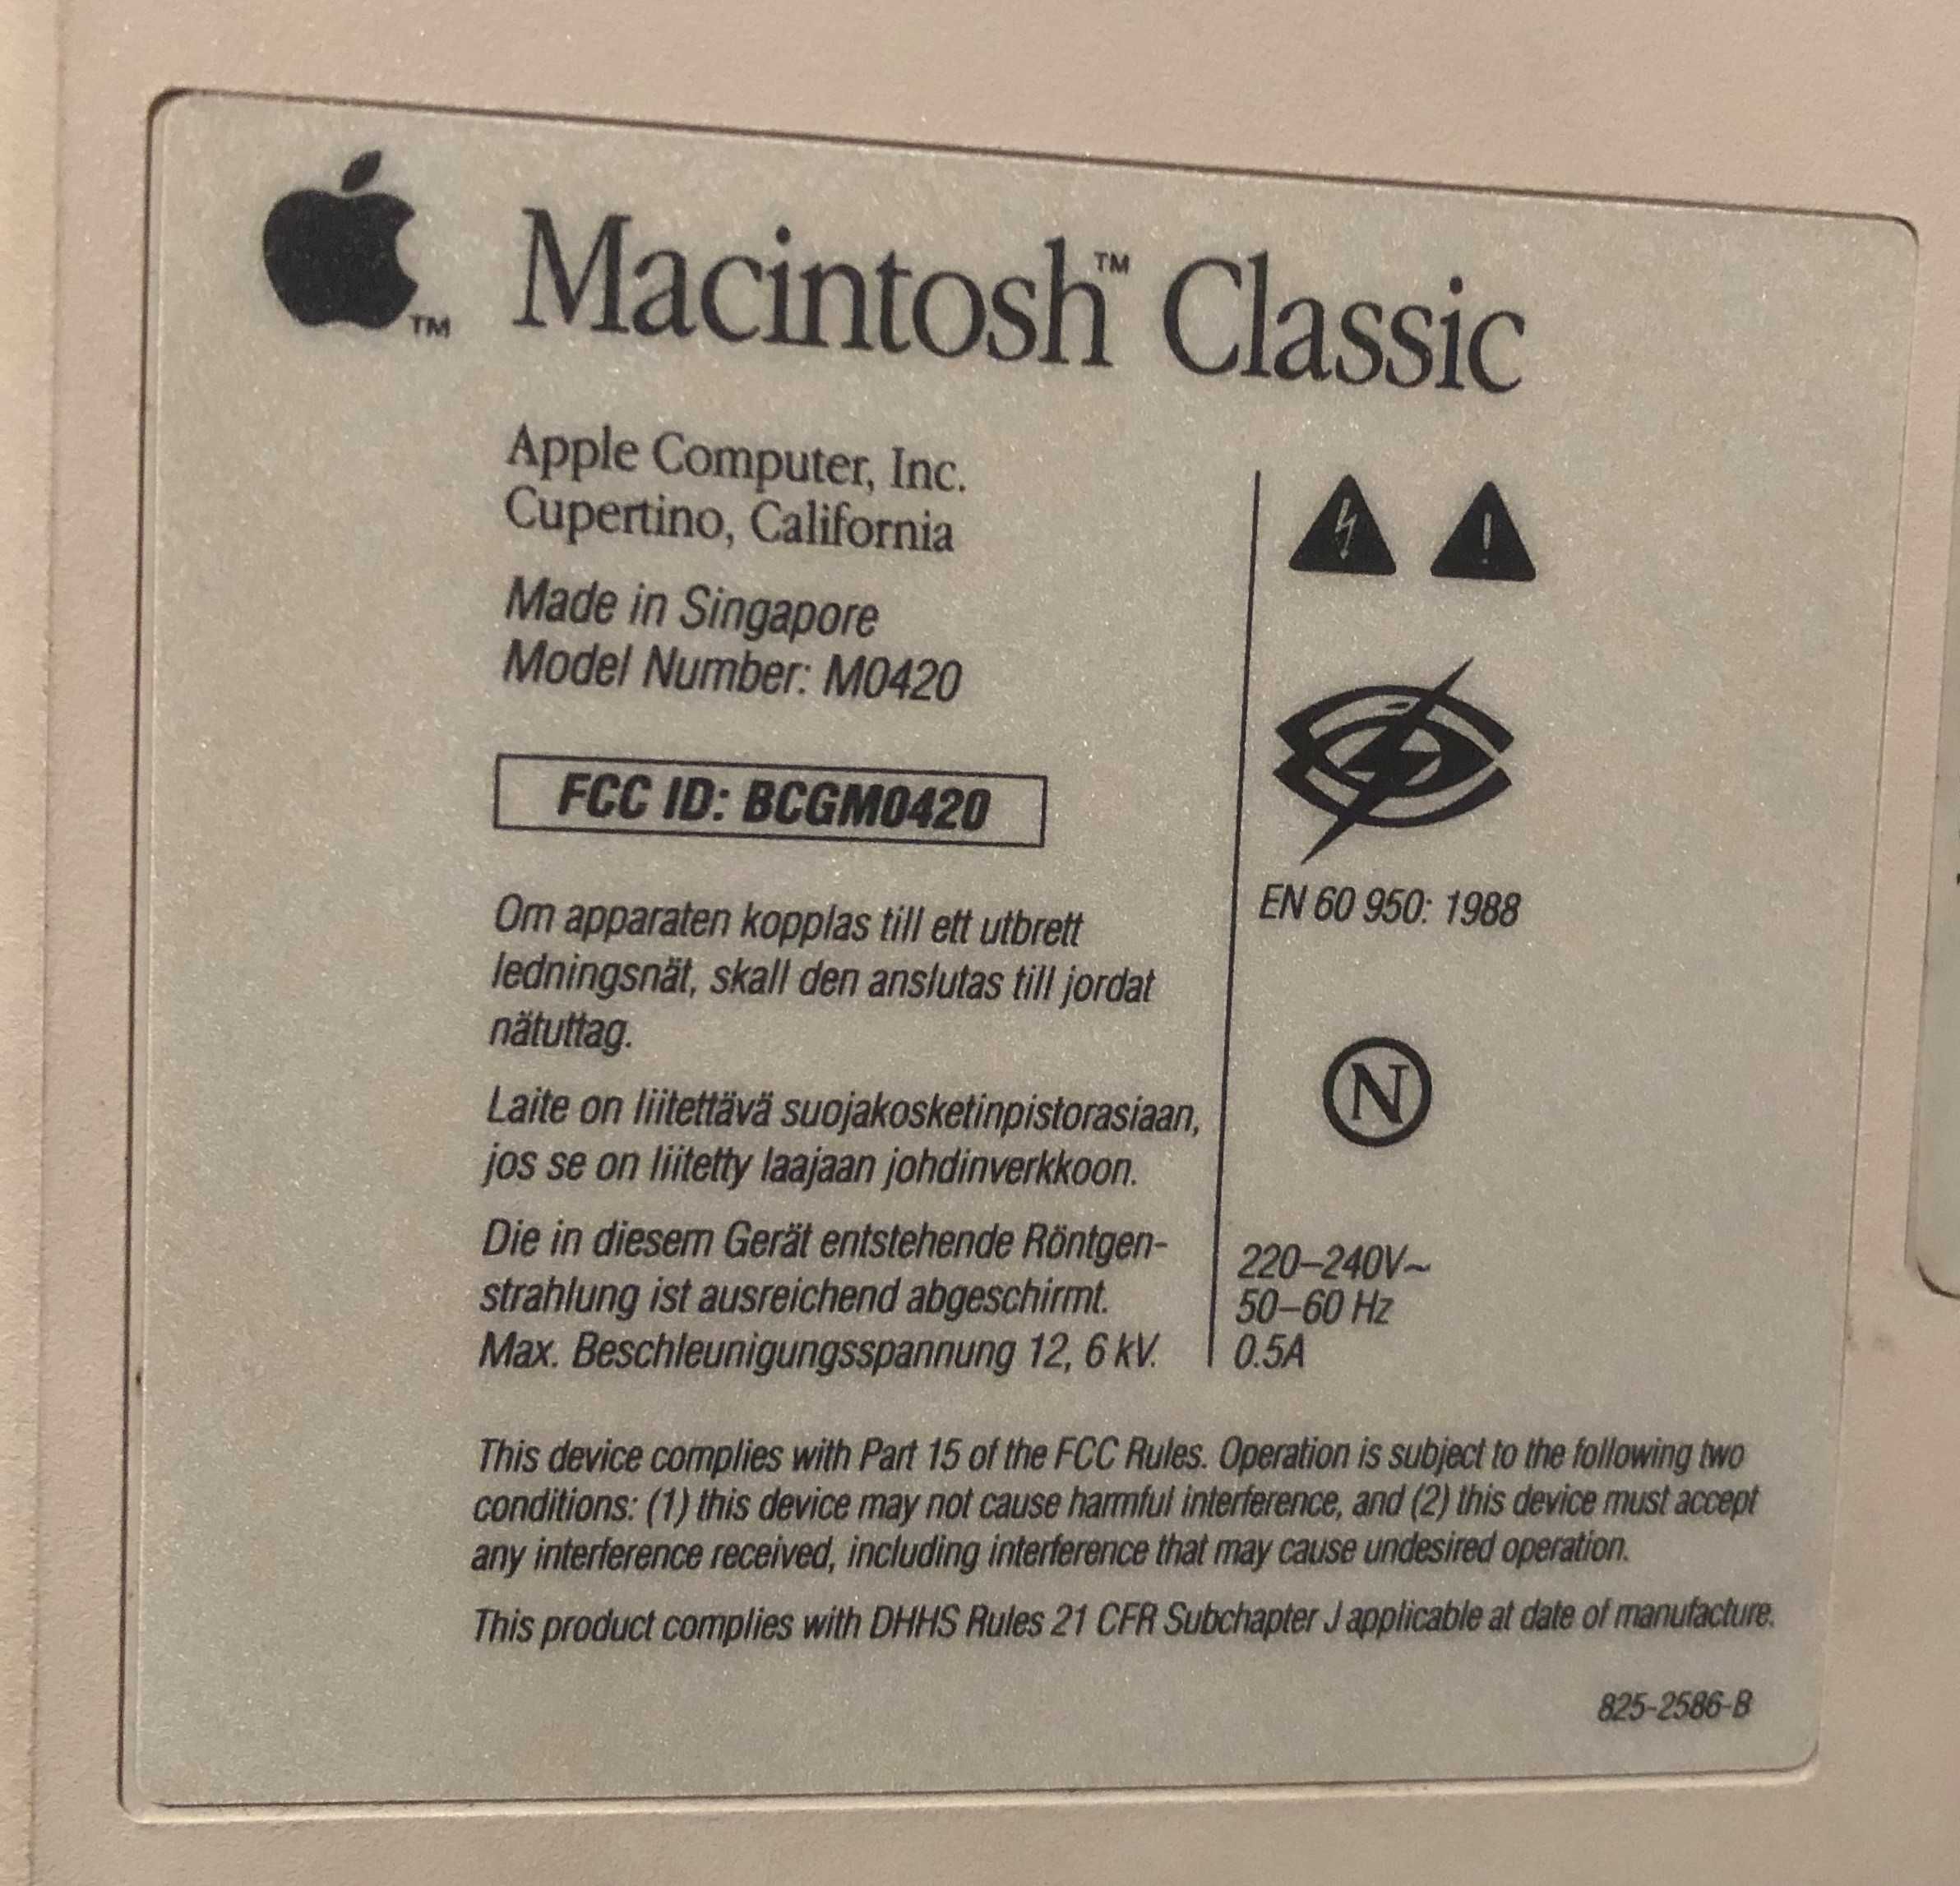 Macintosh™ Classic
™
Apple Computer, Inc.
Cupertino, California
Made in Singapore
Model Number: M0420
FCC ID: BCGM0420
Om apparaten kopplas till ett utbrett
ledningsnät, skall den anslutas till jordat
nätuttag.
Laite on liitettävä suojakosketinpistorasiaan,
jos se on liitetty laajaan johdinverkkoon.
Die in diesem Gerät entstehende Röntgen-
strahlung ist ausreichend abgeschirmt.
Max. Beschleunigungsspannung 12, 6 kV.
EN 60 950: 1988
N
220–240V~
50–60 Hz
0.5A
This device complies with Part 15 of the FCC Rules. Operation is subject to the following two
conditions: (1) this device may not cause harmful interference, and (2) this device must accept
any interference received, including interference that may cause undesired operation.
This product complies with DHHS Rules 21 CFR Subchapter J applicable at date of manufacture.
825-2586-B